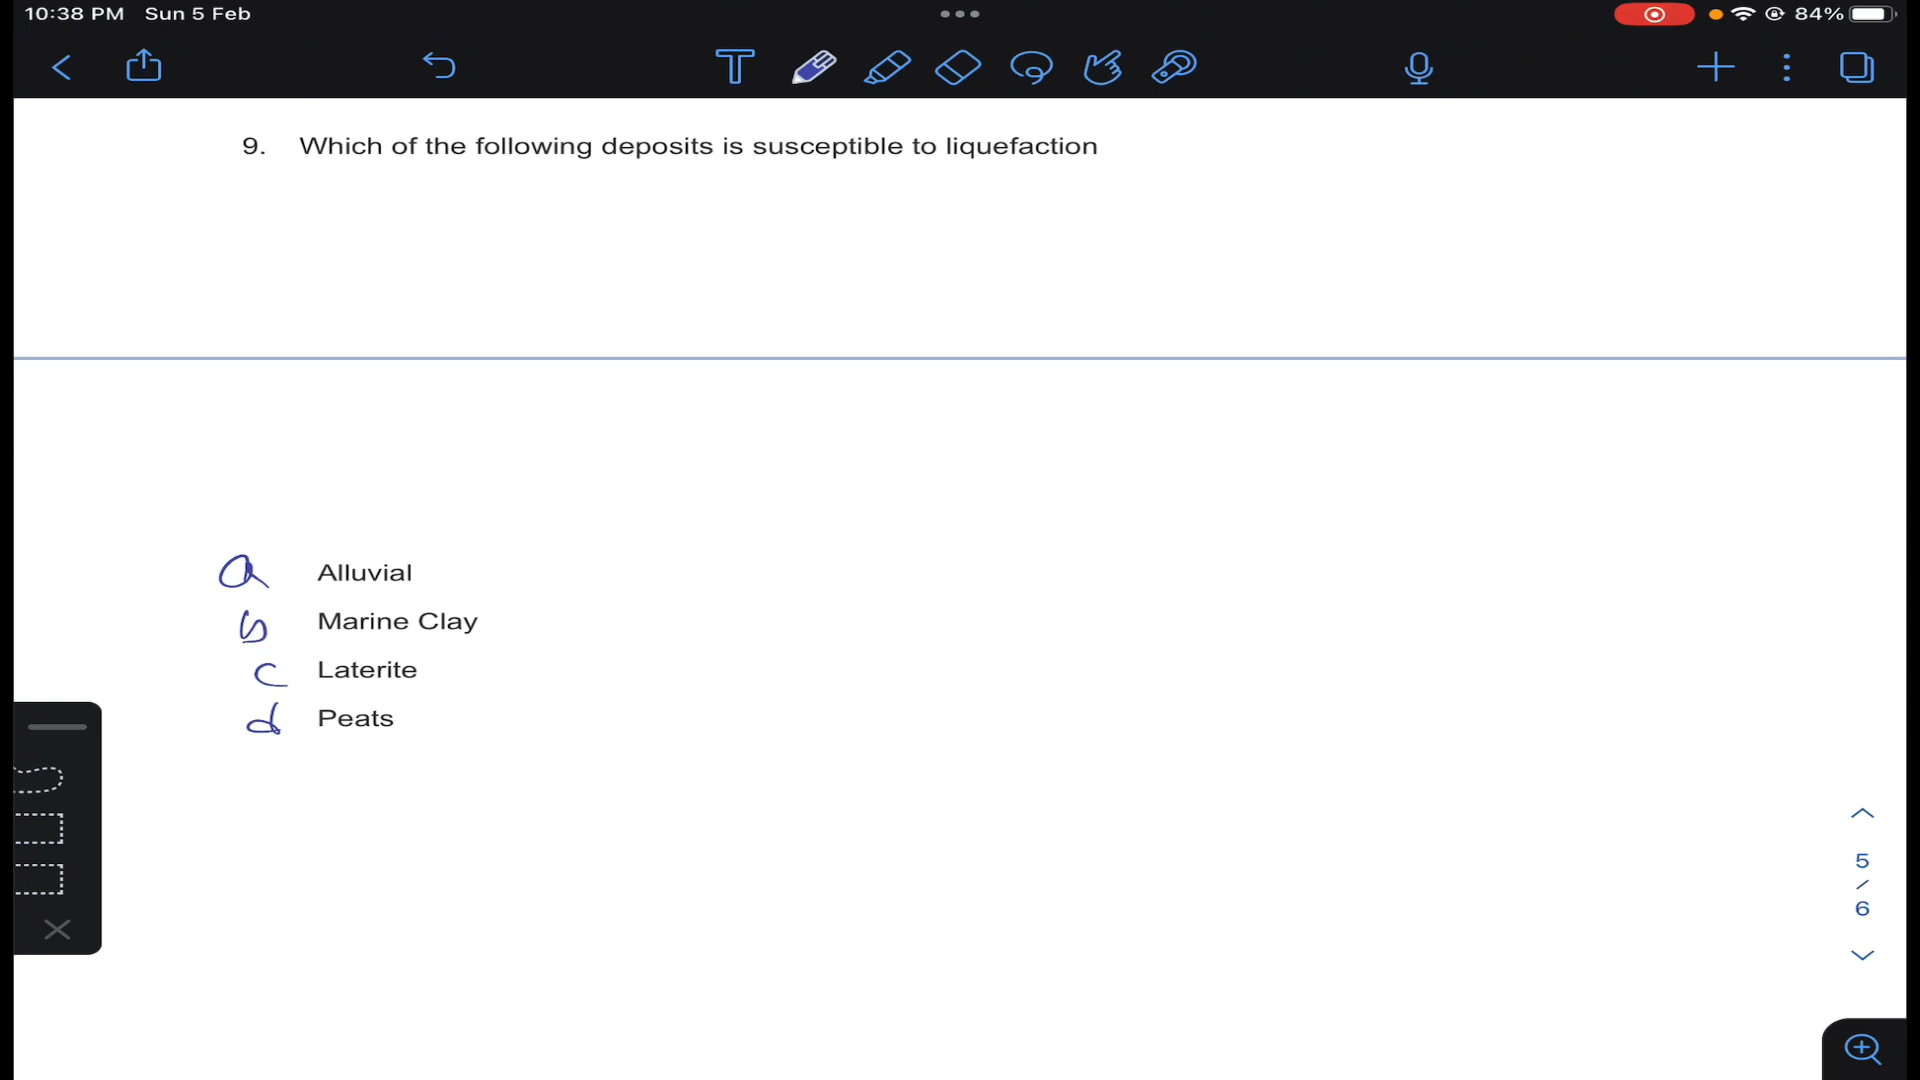 10:38 PM Sun 5 Feb 84%
T
9. Which of the following deposits is susceptible to liquefaction
a Alluvial
b Marine Clay
c Laterite
d Peats
5
/
6